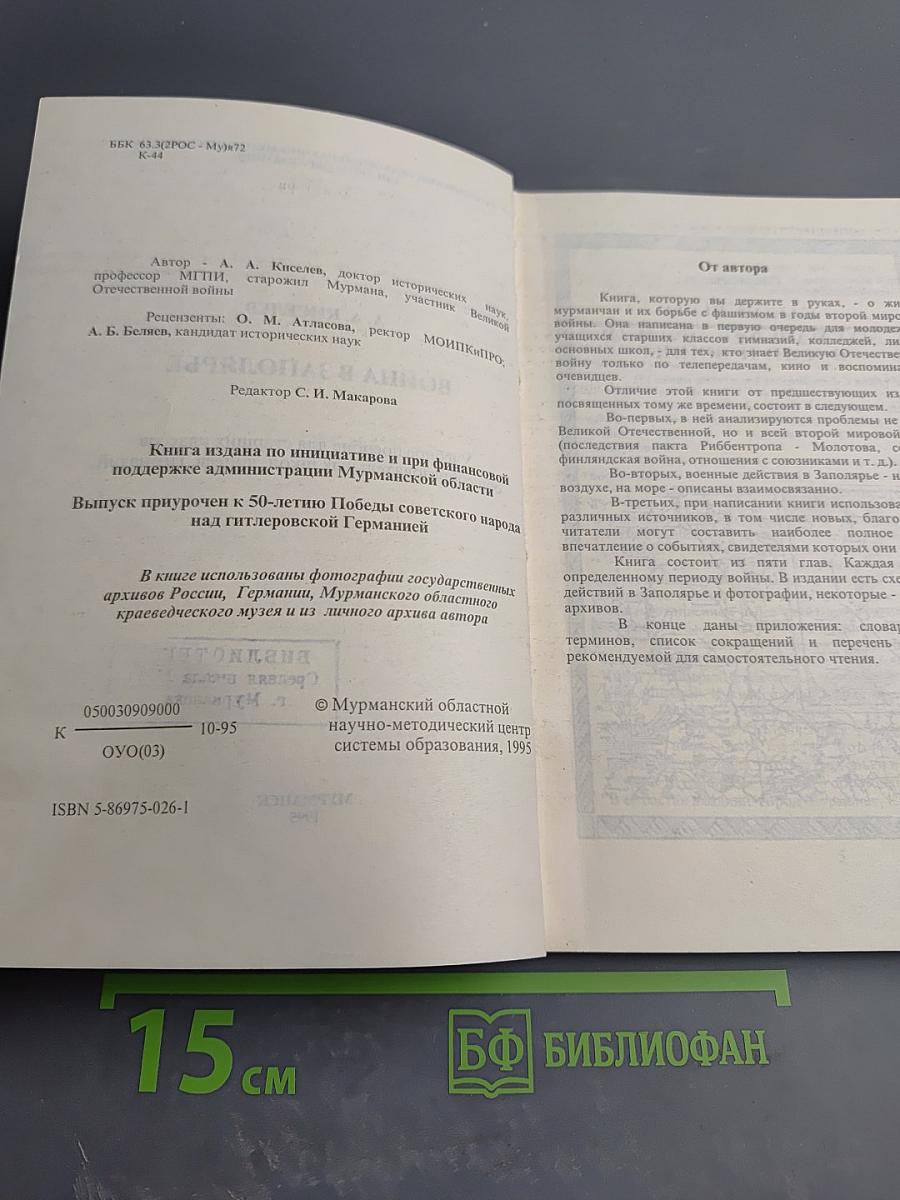 ББК 63.3(2РОС - Му)я72
К-44
Автор - А. А. Киселев, доктор исторических наук,
профессор МГПИ, старожил Мурмана, участник Великой
Отечественной войны
Рецензенты: О. М. Атласова, ректор МОИПКиПРО;
А. Б. Беляев, кандидат исторических наук
Редактор С. И. Макарова
Книга издана по инициативе и при финансовой
поддержке администрации Мурманской области
Выпуск приурочен к 50-летию Победы советского народа
над гитлеровской Германией
В книге использованы фотографии государственных
архивов России, Германии, Мурманского областного
краеведческого музея и из личного архива автора
К 050030909000 10-95
ОУО(03)
© Мурманский областной
научно-методический центр
системы образования, 1995
ISBN 5-86975-026-1
От автора
Книга, которую вы держите в руках, - о жи
мурманчан и их борьбе с фашизмом в годы второй миро
войны. Она написана в первую очередь для молодеж
учащихся старших классов гимназий, колледжей, ли
основных школ, - для тех, кто знает Великую Отечестве
войну только по телепередачам, кино и воспомина
очевидцев.
Отличие этой книги от предшествующих из
посвященных тому же времени, состоит в следующем.
Во-первых, в ней анализируются проблемы не
Великой Отечественной, но и всей второй мировой
(последствия пакта Риббентропа - Молотова, со
финляндская война, отношения с союзниками и т. д.).
Во-вторых, военные действия в Заполярье - н
воздухе, на море - описаны взаимосвязанно.
В-третьих, при написании книги использова
различных источников, в том числе новых, благо
читатели могут составить наиболее полное
впечатление о событиях, свидетелями которых они
Книга состоит из пяти глав. Каждая
определенному периоду войны. В издании есть схе
действий в Заполярье и фотографии, некоторые -
архивов.
В конце даны приложения: словар
терминов, список сокращений и перечень
рекомендуемой для самостоятельного чтения.
15 см
БФ БИБЛИОФАН